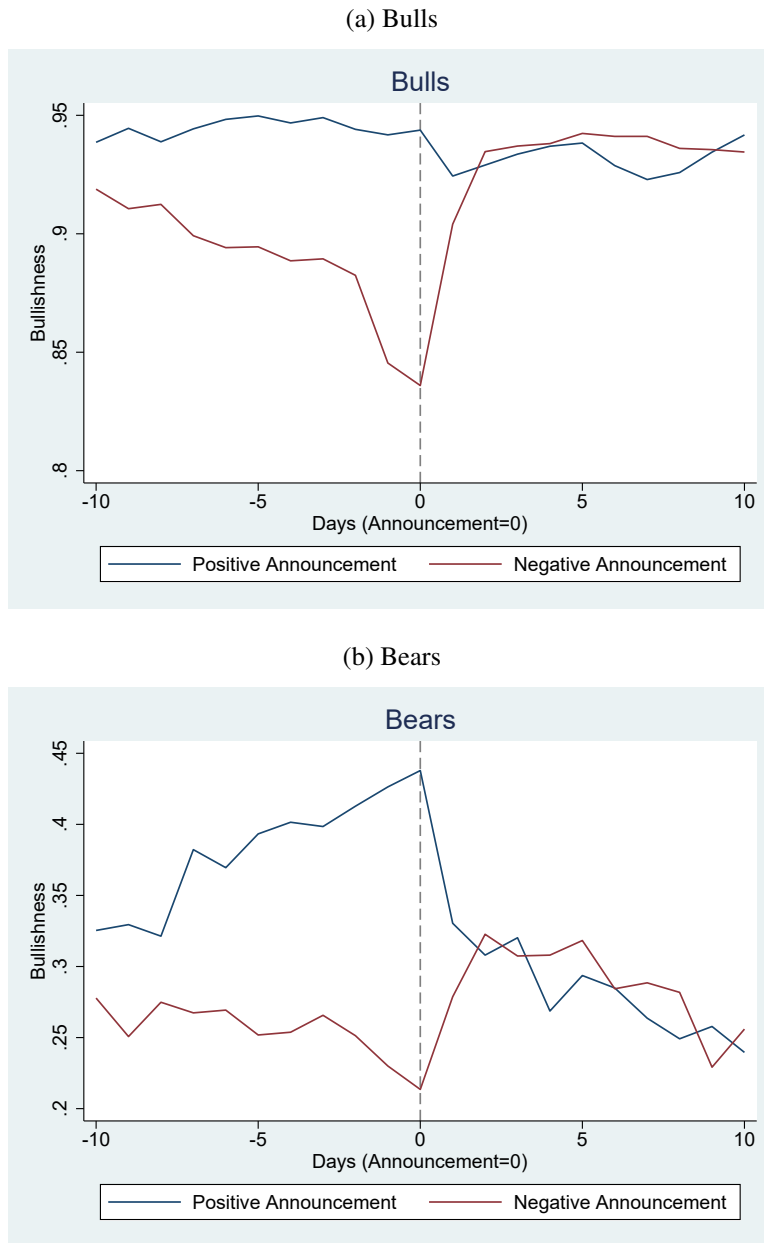 (a) Bulls
Bulls
Bullishness
.95
.9
.85
.8
-10 -5 0 5 10
Days (Announcement=0)
Positive Announcement Negative Announcement
(b) Bears
Bears
Bullishness
.45
.4
.35
.3
.25
.2
-10 -5 0 5 10
Days (Announcement=0)
Positive Announcement Negative Announcement